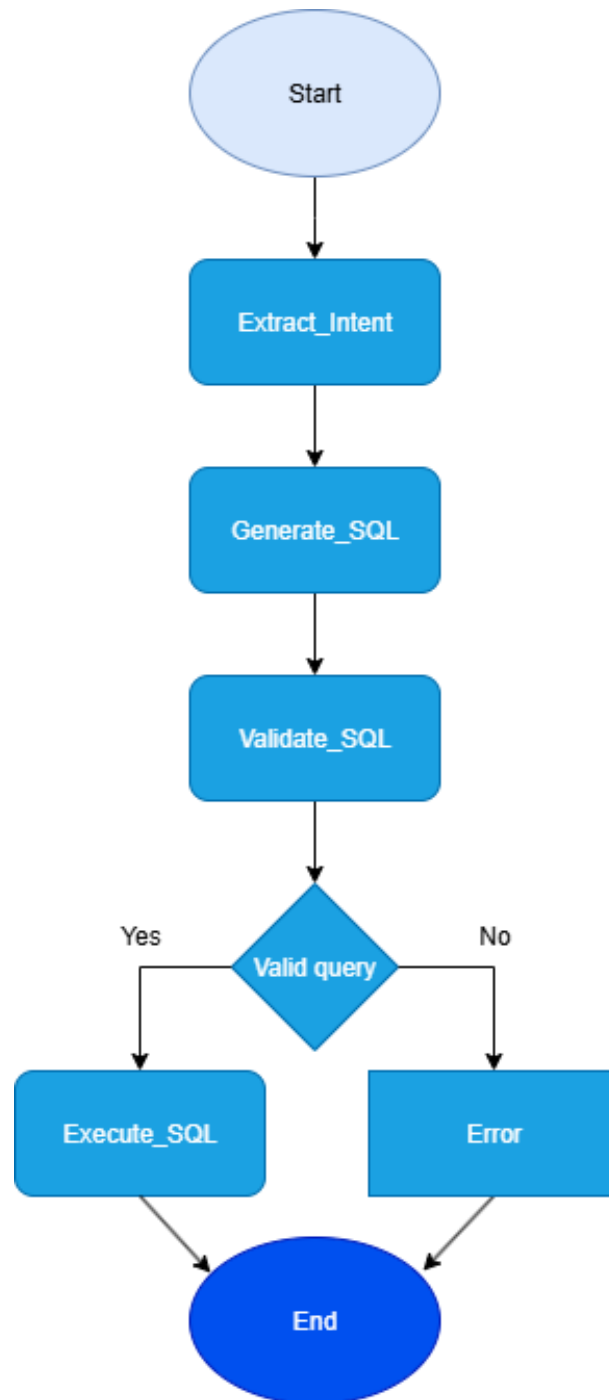 Start
Extract_Intent
Generate_SQL
Validate_SQL
Yes
No
Valid query
Execute_SQL
Error
End